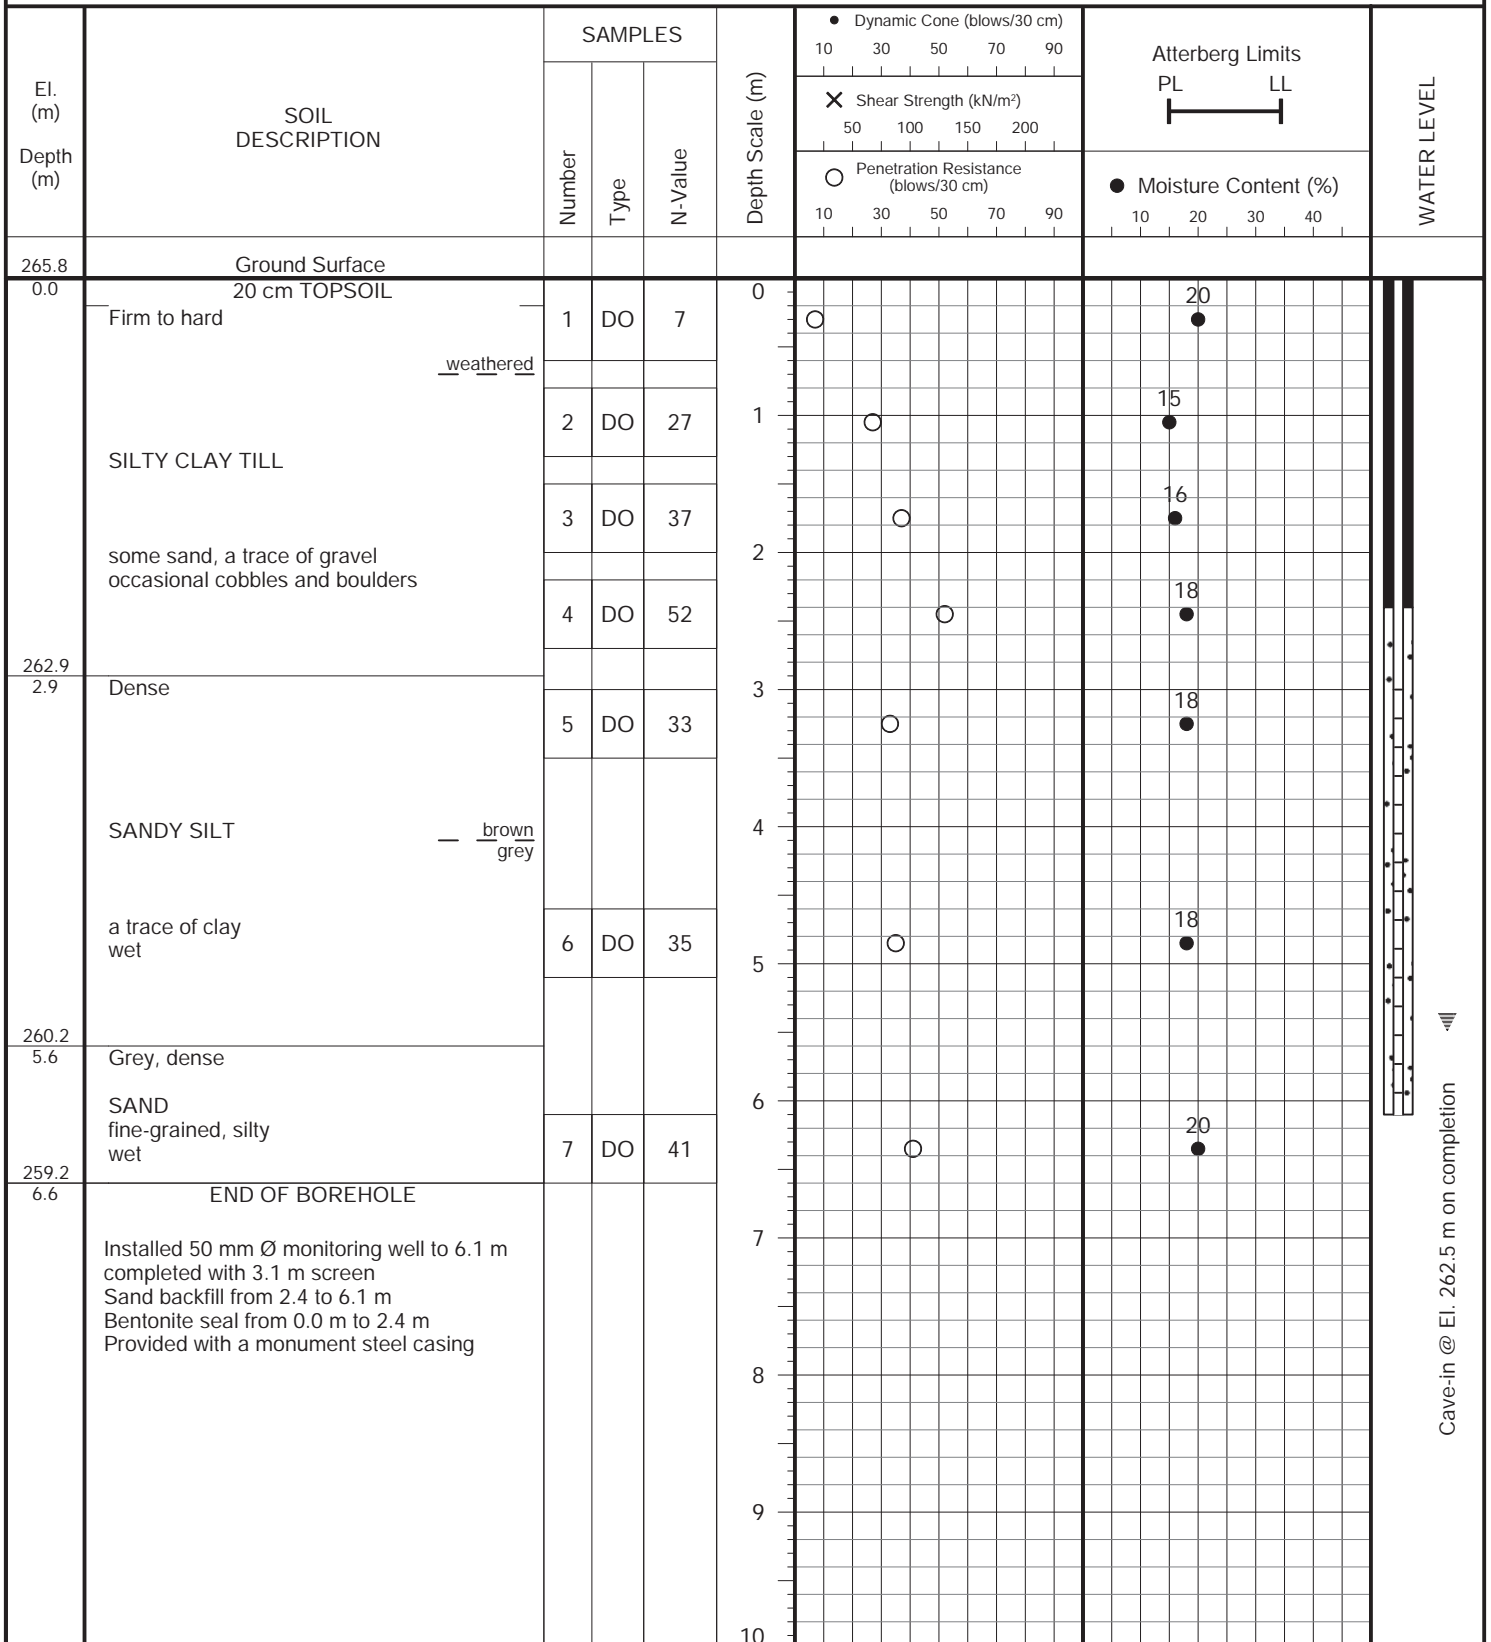 El.
(m)
Depth
(m)
SOIL
DESCRIPTION
SAMPLES
Number
Type
N-Value
Depth Scale (m)
Dynamic Cone (blows/30 cm)
10 30 50 70 90
Shear Strength (kN/m²)
50 100 150 200
Penetration Resistance
(blows/30 cm)
10 30 50 70 90
Atterberg Limits
PL LL
Moisture Content (%)
10 20 30 40
WATER LEVEL
265.8 Ground Surface
0.0 20 cm TOPSOIL 0 20
Firm to hard 1 DO 7
weathered
15
2 DO 27 1
SILTY CLAY TILL
16
3 DO 37
some sand, a trace of gravel 2
occasional cobbles and boulders
18
4 DO 52
262.9
2.9 Dense 3 18
5 DO 33
SANDY SILT brown 4
grey
18
a trace of clay
wet 6 DO 35
5
260.2
5.6 Grey, dense
SAND 6
fine-grained, silty 20
wet 7 DO 41
259.2
6.6 END OF BOREHOLE
Installed 50 mm Ø monitoring well to 6.1 m 7
completed with 3.1 m screen
Sand backfill from 2.4 to 6.1 m
Bentonite seal from 0.0 m to 2.4 m
Provided with a monument steel casing
8
9
10
Cave-in @ El. 262.5 m on completion